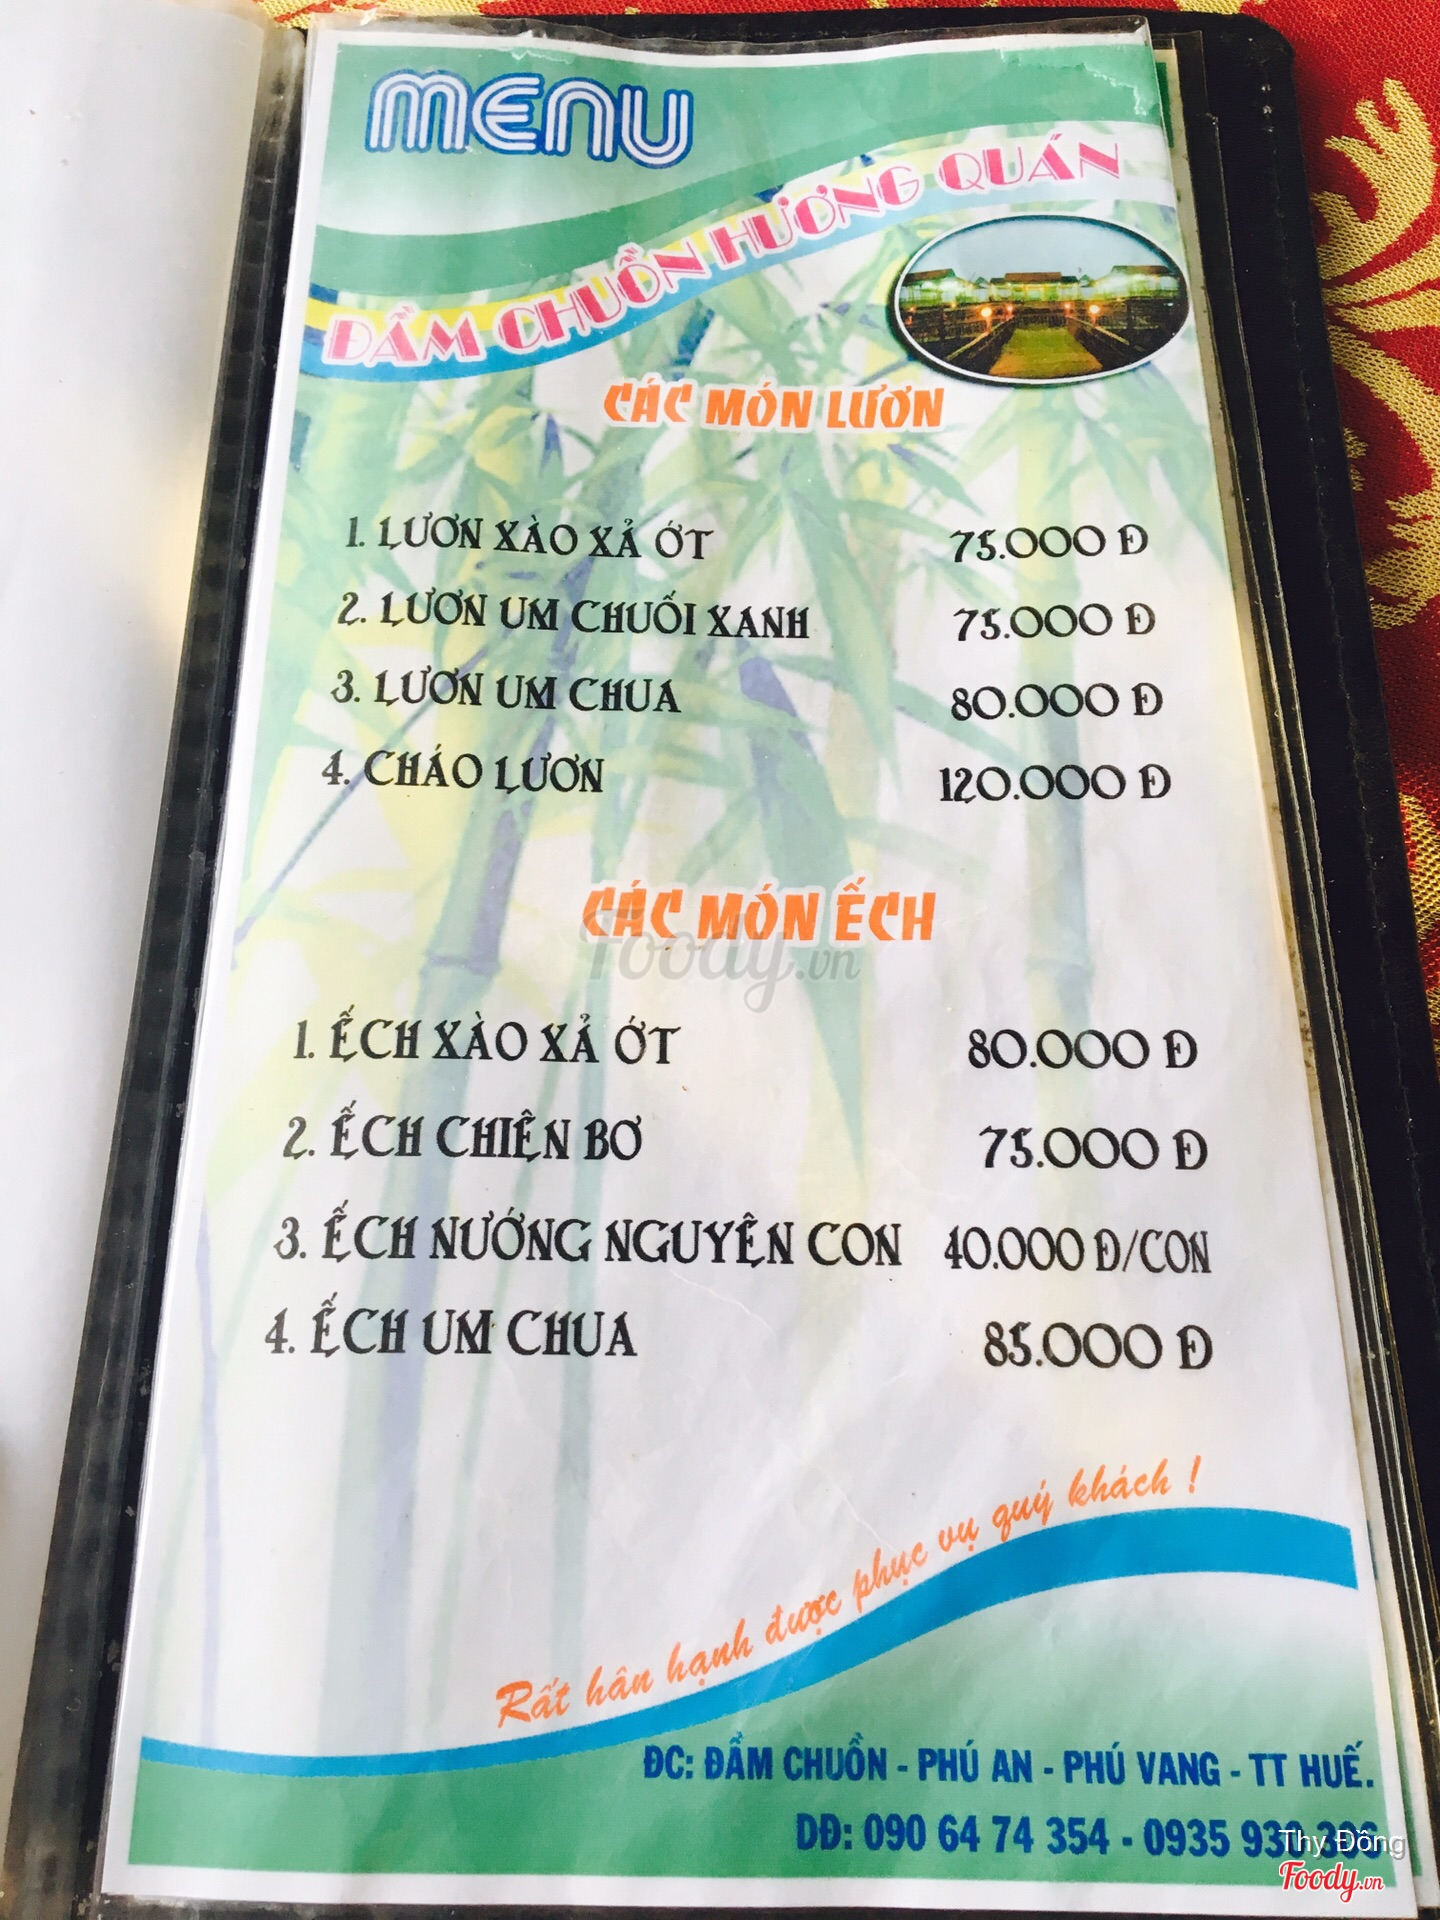 MENU
ĐẦM CHUỒN HƯƠNG QUÁN
CÁC MÓN LƯƠN
1. LƯƠN XÀO XẢ ỚT 75.000 Đ
2. LƯƠN UM CHUỐI XANH 75.000 Đ
3. LƯƠN UM CHUA 80.000 Đ
4. CHÁO LƯƠN 120.000 Đ
CÁC MÓN ẾCH
Foody.vn
1. ẾCH XÀO XẢ ỚT 80.000 Đ
2. ẾCH CHIÊN BƠ 75.000 Đ
3. ẾCH NƯỚNG NGUYÊN CON 40.000 Đ/CON
4. ẾCH UM CHUA 85.000 Đ
Rất hân hạnh được phục vụ quý khách !
ĐC: ĐẦM CHUỒN - PHÚ AN - PHÚ VANG - TT HUẾ.
DĐ: 090 64 74 354 - 0935 930 306
Thy Đồng
Foody.vn